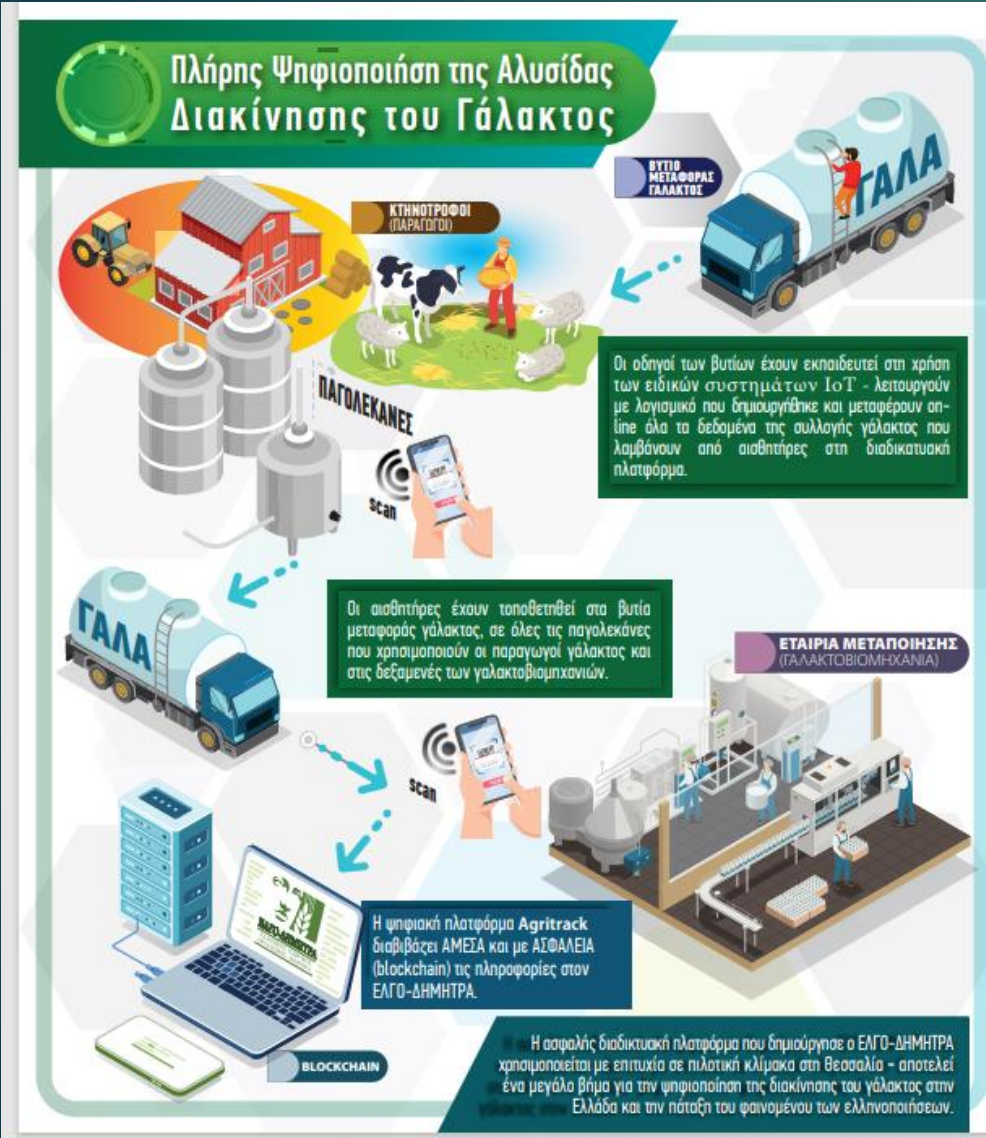 Πλήρης Ψηφιοποιήση της Αλυσίδας
Διακίνησης του Γάλακτος
ΒΥΤΙΟ
ΜΕΤΑΦΟΡΑΣ
ΓΑΛΑΚΤΟΣ
ΓΑΛΑ
ΚΤΗΝΟΤΡΟΦΟΙ
(ΠΑΡΑΓΩΓΟΙ)
Οι οδηγοί των βυτίων έχουν εκπαιδευτεί στη χρήση
των ειδικών συστημάτων IoT - λειτουργούν
με λογισμικό που δημιουργήθηκε και μεταφέρουν on-
line όλα τα δεδομένα της συλλογής γάλακτος που
λαμβάνουν από αισθητήρες στη διαδικατυακή
πλατφόρμα.
ΠΑΓΟΛΕΚΑΝΕΣ
scan
ΓΑΛΑ
Οι αισθητήρες έχουν τοποθετηθεί στα βυτία
μεταφοράς γάλακτος, σε όλες τις παγολεκάνες
που χρησιμοποιούν οι παραγωγοί γάλακτος και
στις δεξαμενές των γαλακτοβιομηχανιών.
ΕΤΑΙΡΙΑ ΜΕΤΑΠΟΙΗΣΗΣ
(ΓΑΛΑΚΤΟΒΙΟΜΗΧΑΝΙΑ)
scan
Η ψηφιακή πλατφόρμα Agritrack
διαβιβάζει ΑΜΕΣΑ και με ΑΣΦΑΛΕΙΑ
(blockchain) τις πληροφορίες στον
ΕΛΓΟ-ΔΗΜΗΤΡΑ.
BLOCKCHAIN
Η ασφαλής διαδικτυακή πλατφόρμα που δημιούργησε ο ΕΛΓΟ-ΔΗΜΗΤΡΑ
χρησιμοποιείται με επιτυχία σε πιλοτική κλίμακα στη Θεσσαλία – αποτελεί
ένα μεγάλο βήμα για την ψηφιοποίηση της διακίνησης του γάλακτος στην
Ελλάδα και την πάταξη του φαινομένου των ελληνοποιήσεων.